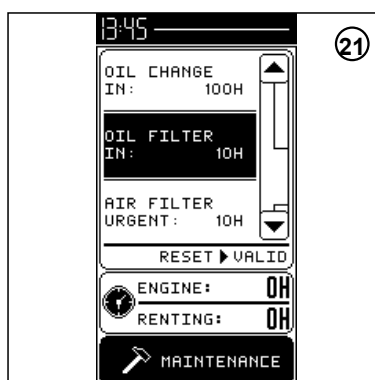 13:45
21
OIL CHANGE
IN: 100H
OIL FILTER
IN: 10H
AIR FILTER
URGENT: 10H
RESET ▶ VALID
ENGINE: 0H
RENTING: 0H
MAINTENANCE